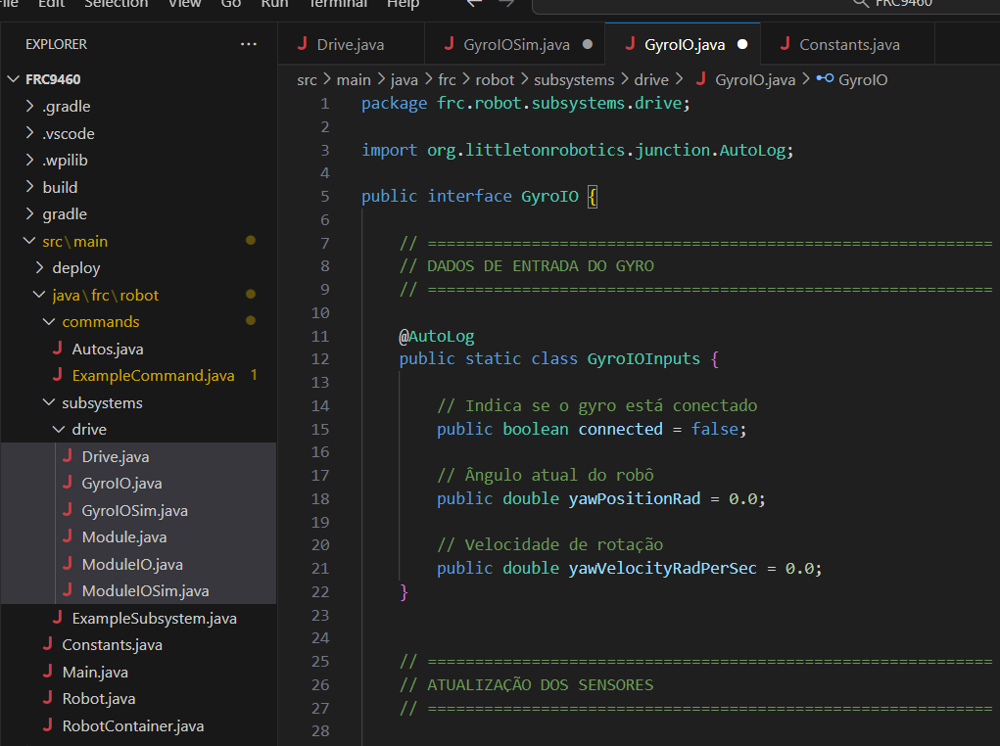 File Edit Selection View Go Run Terminal Help FRC9460
EXPLORER ...
Drive.java GyroIOSim.java GyroIO.java Constants.java
FRC9460
.gradle
.vscode
.wpilib
build
gradle
src\main
deploy
java\frc\robot
commands
Autos.java
ExampleCommand.java 1
subsystems
drive
Drive.java
GyroIO.java
GyroIOSim.java
Module.java
ModuleIO.java
ModuleIOSim.java
ExampleSubsystem.java
Constants.java
Main.java
Robot.java
RobotContainer.java
src > main > java > frc > robot > subsystems > drive > GyroIO.java > GyroIO
1 package frc.robot.subsystems.drive;
2
3 import org.littletonrobotics.junction.AutoLog;
4
5 public interface GyroIO {
6
7 // ============================================================
8 // DADOS DE ENTRADA DO GYRO
9 // ============================================================
10
11 @AutoLog
12 public static class GyroIOInputs {
13
14 // Indica se o gyro está conectado
15 public boolean connected = false;
16
17 // Ângulo atual do robô
18 public double yawPositionRad = 0.0;
19
20 // Velocidade de rotação
21 public double yawVelocityRadPerSec = 0.0;
22 }
23
24
25 // ============================================================
26 // ATUALIZAÇÃO DOS SENSORES
27 // ============================================================
28